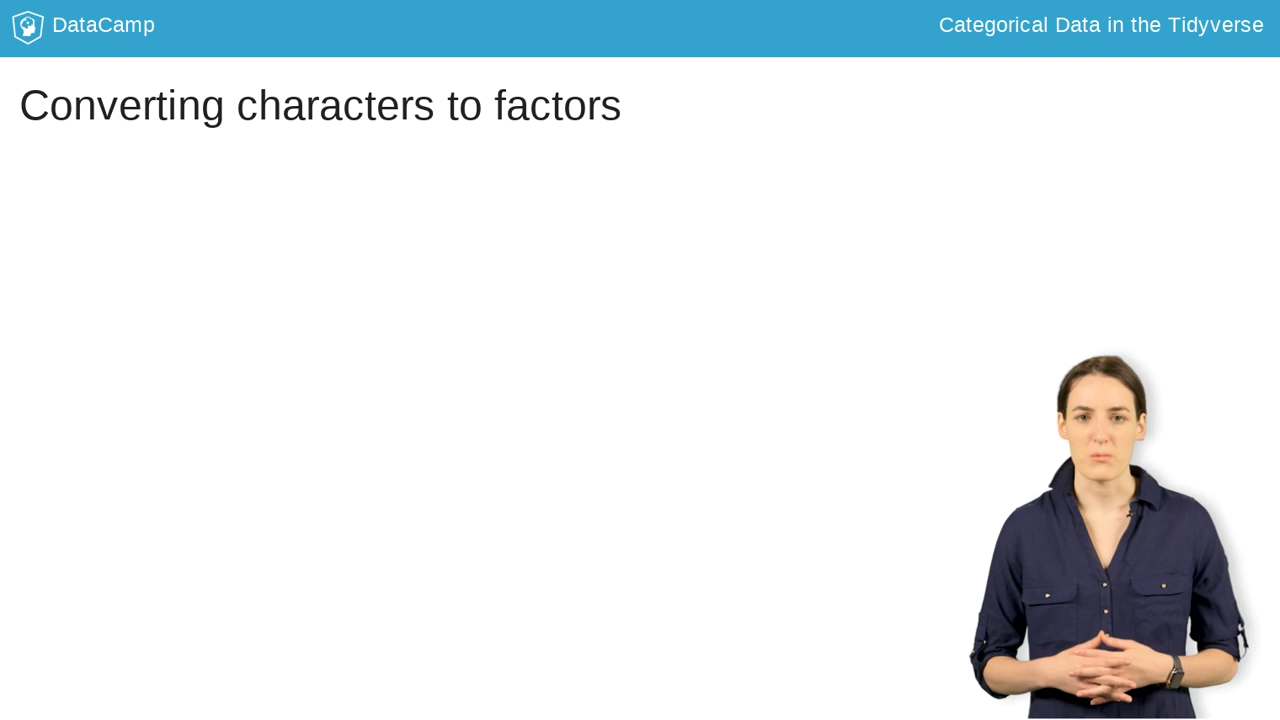 DataCamp
Categorical Data in the Tidyverse
Converting characters to factors